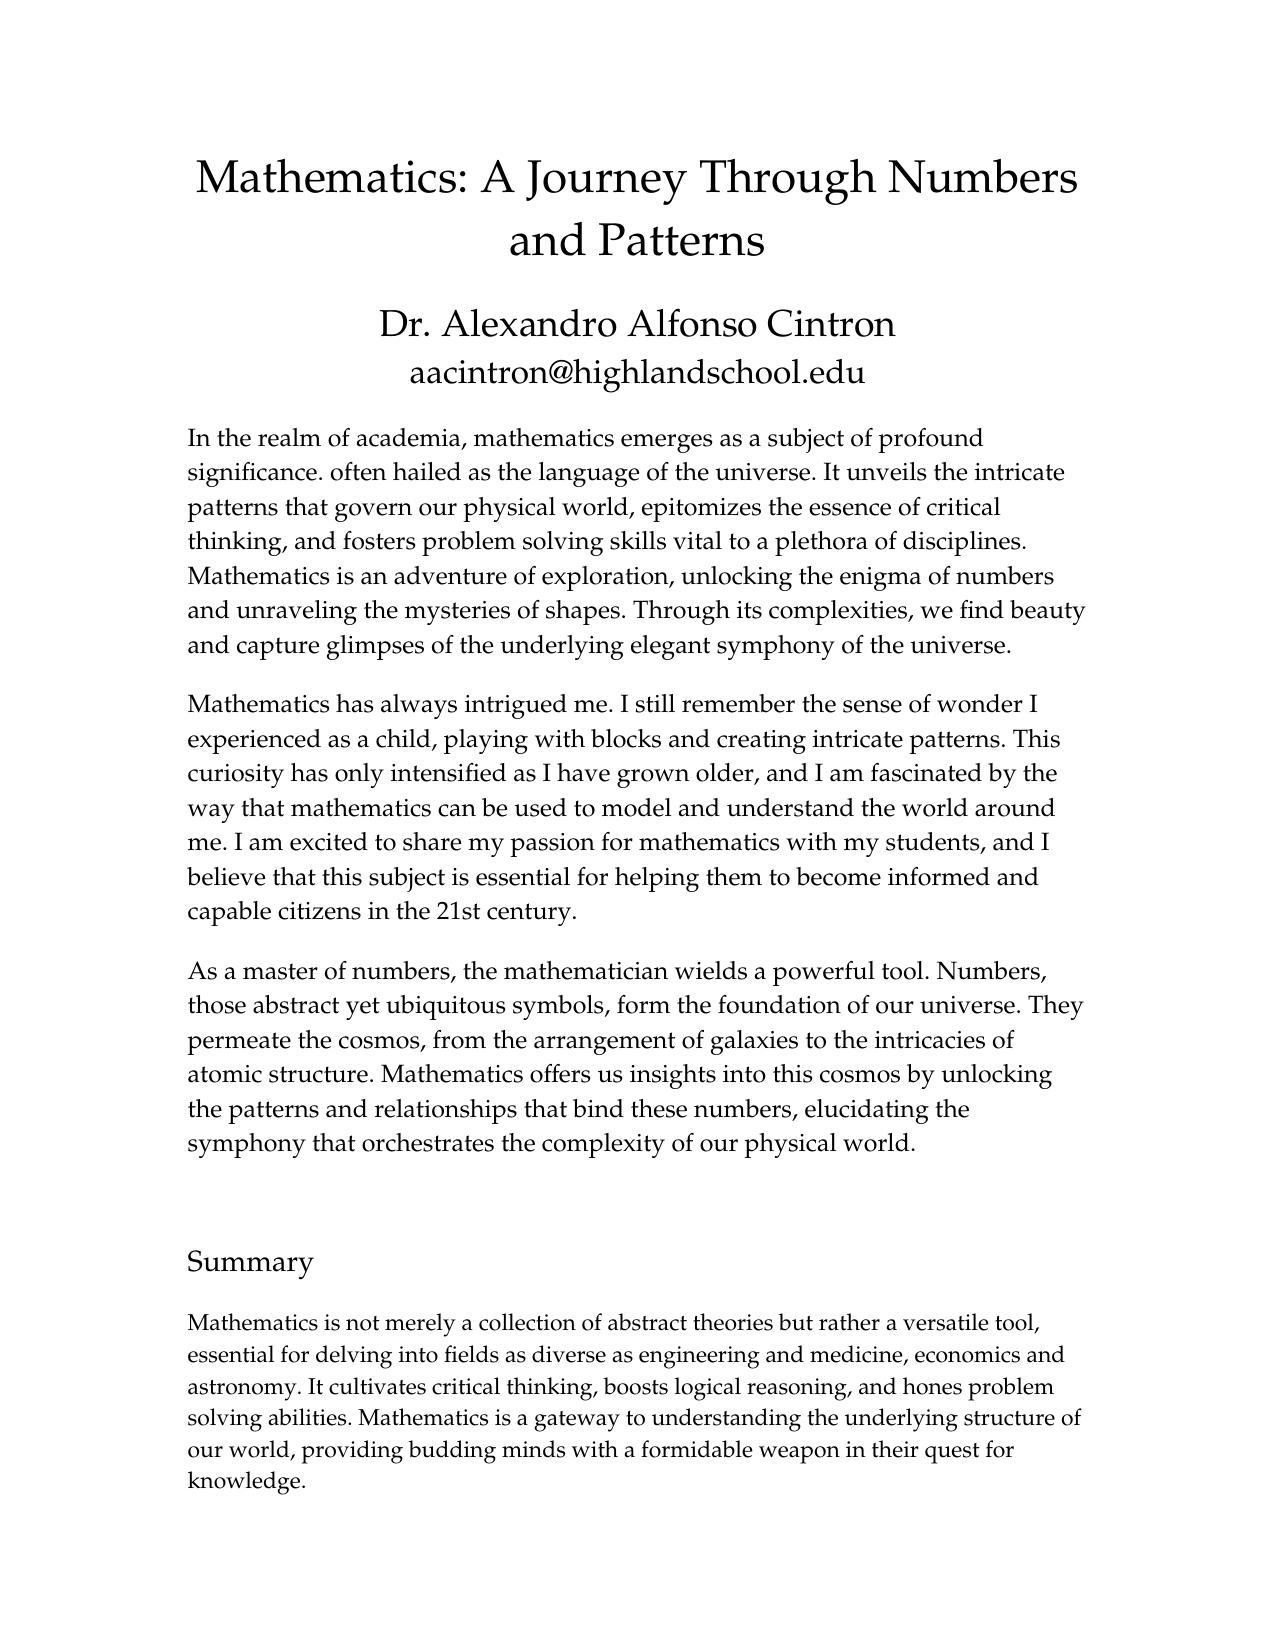 Mathematics: A Journey Through Numbers
and Patterns
Dr. Alexandro Alfonso Cintron
aacintron@highlandschool.edu
In the realm of academia, mathematics emerges as a subject of profound
significance. often hailed as the language of the universe. It unveils the intricate
patterns that govern our physical world, epitomizes the essence of critical
thinking, and fosters problem solving skills vital to a plethora of disciplines.
Mathematics is an adventure of exploration, unlocking the enigma of numbers
and unraveling the mysteries of shapes. Through its complexities, we find beauty
and capture glimpses of the underlying elegant symphony of the universe.
Mathematics has always intrigued me. I still remember the sense of wonder I
experienced as a child, playing with blocks and creating intricate patterns. This
curiosity has only intensified as I have grown older, and I am fascinated by the
way that mathematics can be used to model and understand the world around
me. I am excited to share my passion for mathematics with my students, and I
believe that this subject is essential for helping them to become informed and
capable citizens in the 21st century.
As a master of numbers, the mathematician wields a powerful tool. Numbers,
those abstract yet ubiquitous symbols, form the foundation of our universe. They
permeate the cosmos, from the arrangement of galaxies to the intricacies of
atomic structure. Mathematics offers us insights into this cosmos by unlocking
the patterns and relationships that bind these numbers, elucidating the
symphony that orchestrates the complexity of our physical world.
Summary
Mathematics is not merely a collection of abstract theories but rather a versatile tool,
essential for delving into fields as diverse as engineering and medicine, economics and
astronomy. It cultivates critical thinking, boosts logical reasoning, and hones problem
solving abilities. Mathematics is a gateway to understanding the underlying structure of
our world, providing budding minds with a formidable weapon in their quest for
knowledge.